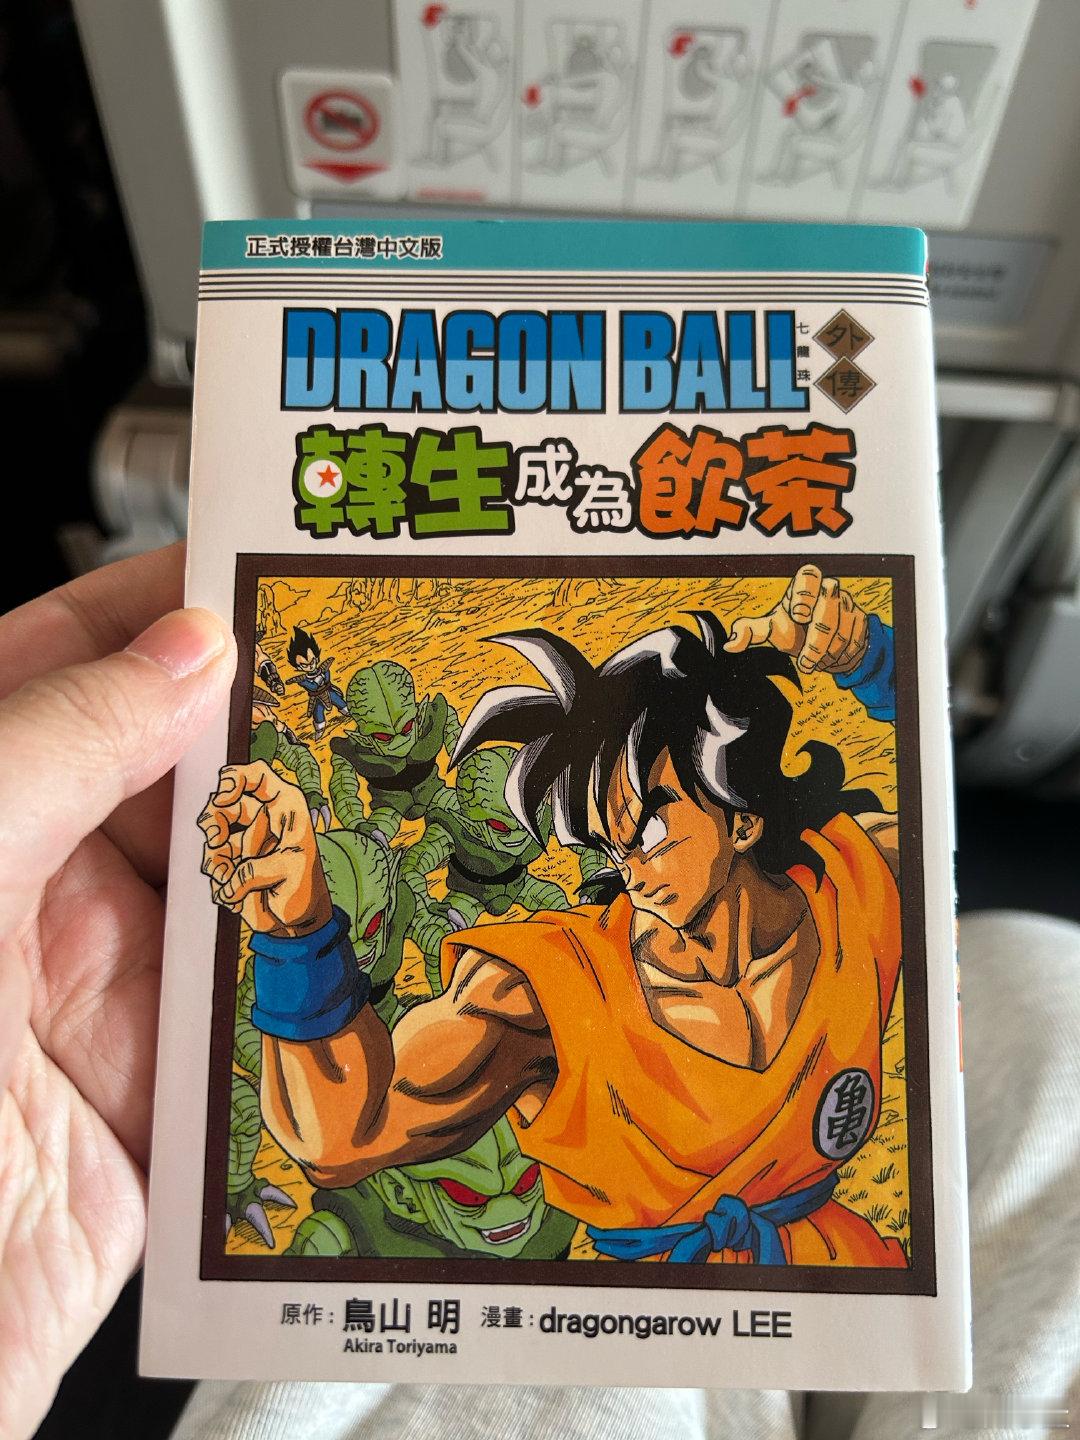 正式授權台灣中文版
DRAGON BALL
七龍珠
外傳
轉生成為飲茶
亀
原作：鳥山 明 漫畫：dragongarow LEE
Akira Toriyama